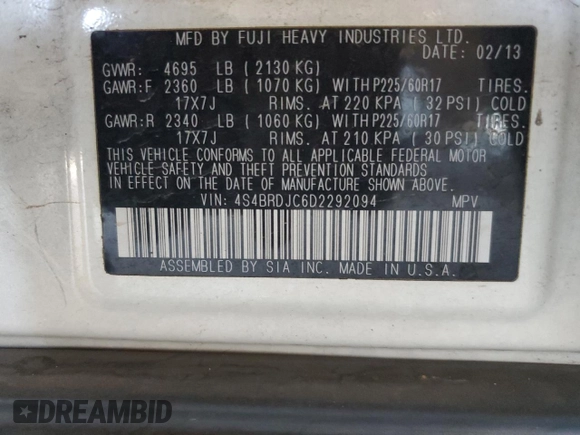 MFD BY FUJI HEAVY INDUSTRIES LTD.
DATE: 02/13
GVWR: 4695 LB ( 2130 KG)
GAWR:F 2360 LB ( 1070 KG) WITH P225/60R17 TIRES.
17X7J RIMS. AT 220 KPA ( 32 PSI) COLD
GAWR:R 2340 LB ( 1060 KG) WITH P225/60R17 TIRES.
17X7J RIMS. AT 210 KPA ( 30 PSI) COLD
THIS VEHICLE CONFORMS TO ALL APPLICABLE FEDERAL MOTOR
VEHICLE SAFETY AND THEFT PREVENTION STANDARDS
IN EFFECT ON THE DATE OF MANUFACTURE SHOWN ABOVE.
VIN: 4S4BRDJC6D2292094 MPV
ASSEMBLED BY SIA INC. MADE IN U.S.A.
DREAMBID